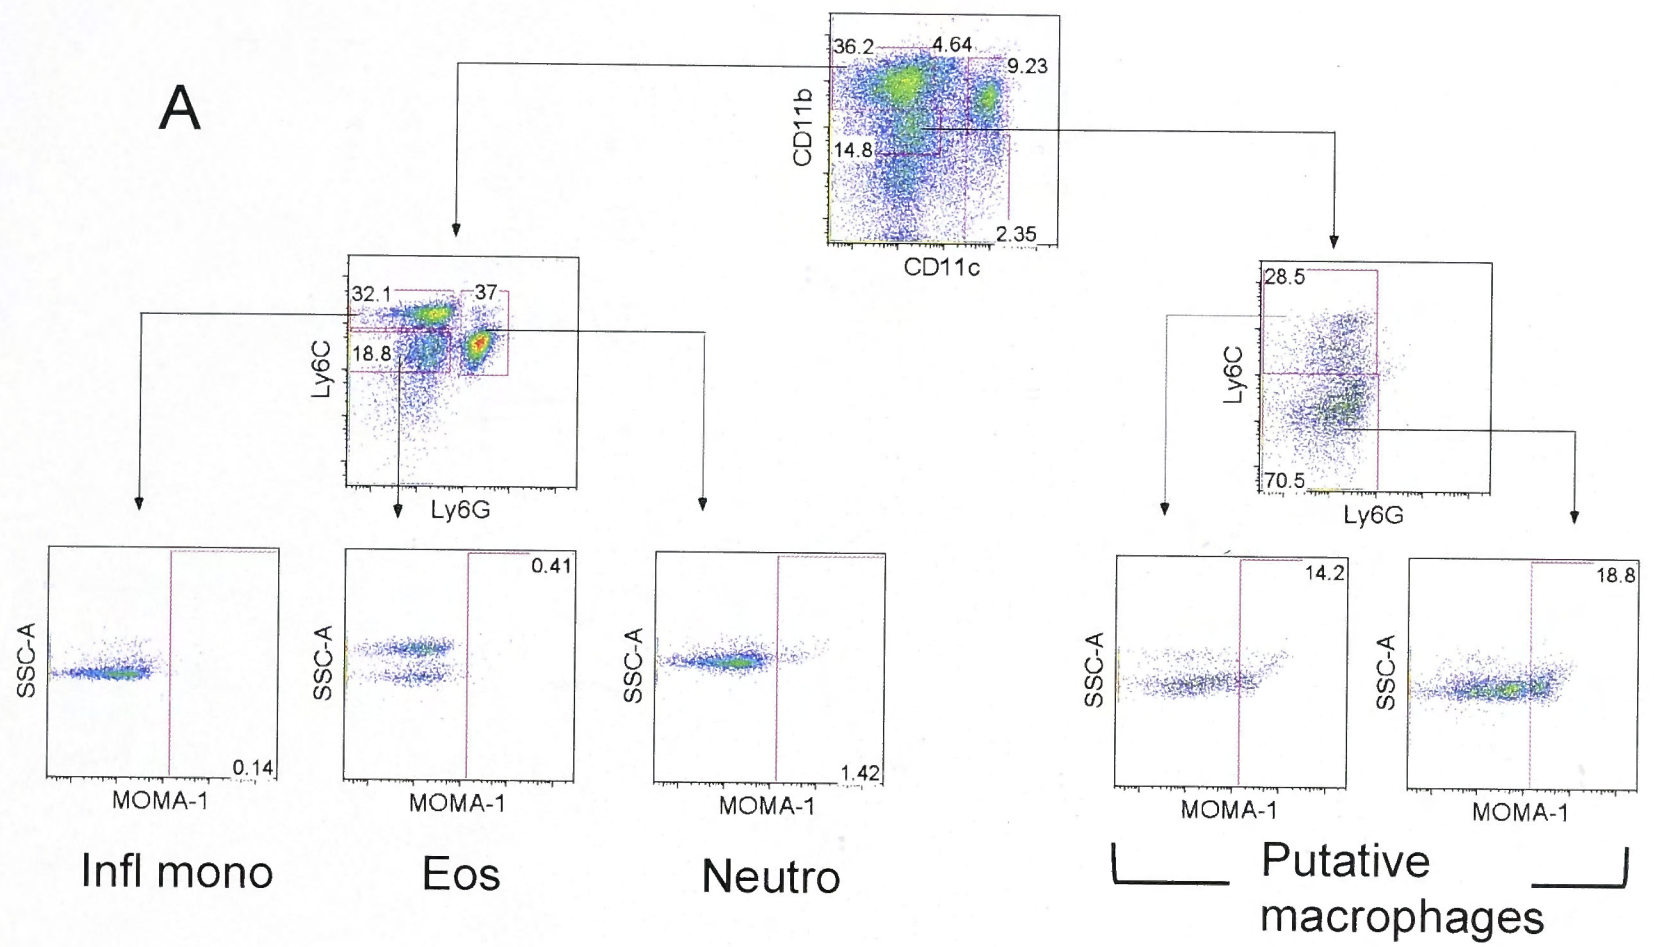 A
36.2
4.64
9.23
14.8
2.35
CD11b
CD11c
32.1
37
18.8
Ly6C
Ly6G
28.5
70.5
Ly6C
Ly6G
0.14
SSC-A
MOMA-1
0.41
SSC-A
MOMA-1
1.42
SSC-A
MOMA-1
14.2
SSC-A
MOMA-1
18.8
SSC-A
MOMA-1
Infl mono
Eos
Neutro
Putative
macrophages